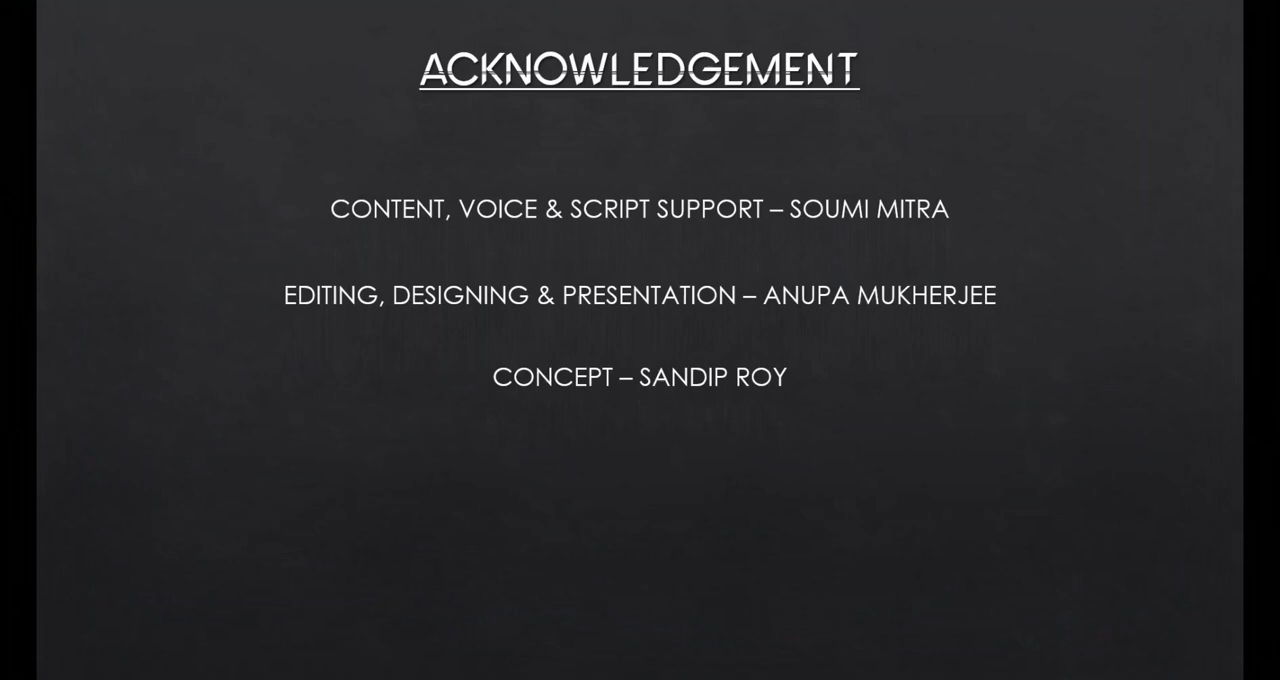 ACKNOWLEDGEMENT
CONTENT, VOICE & SCRIPT SUPPORT – SOUMI MITRA
EDITING, DESIGNING & PRESENTATION – ANUPA MUKHERJEE
CONCEPT – SANDIP ROY